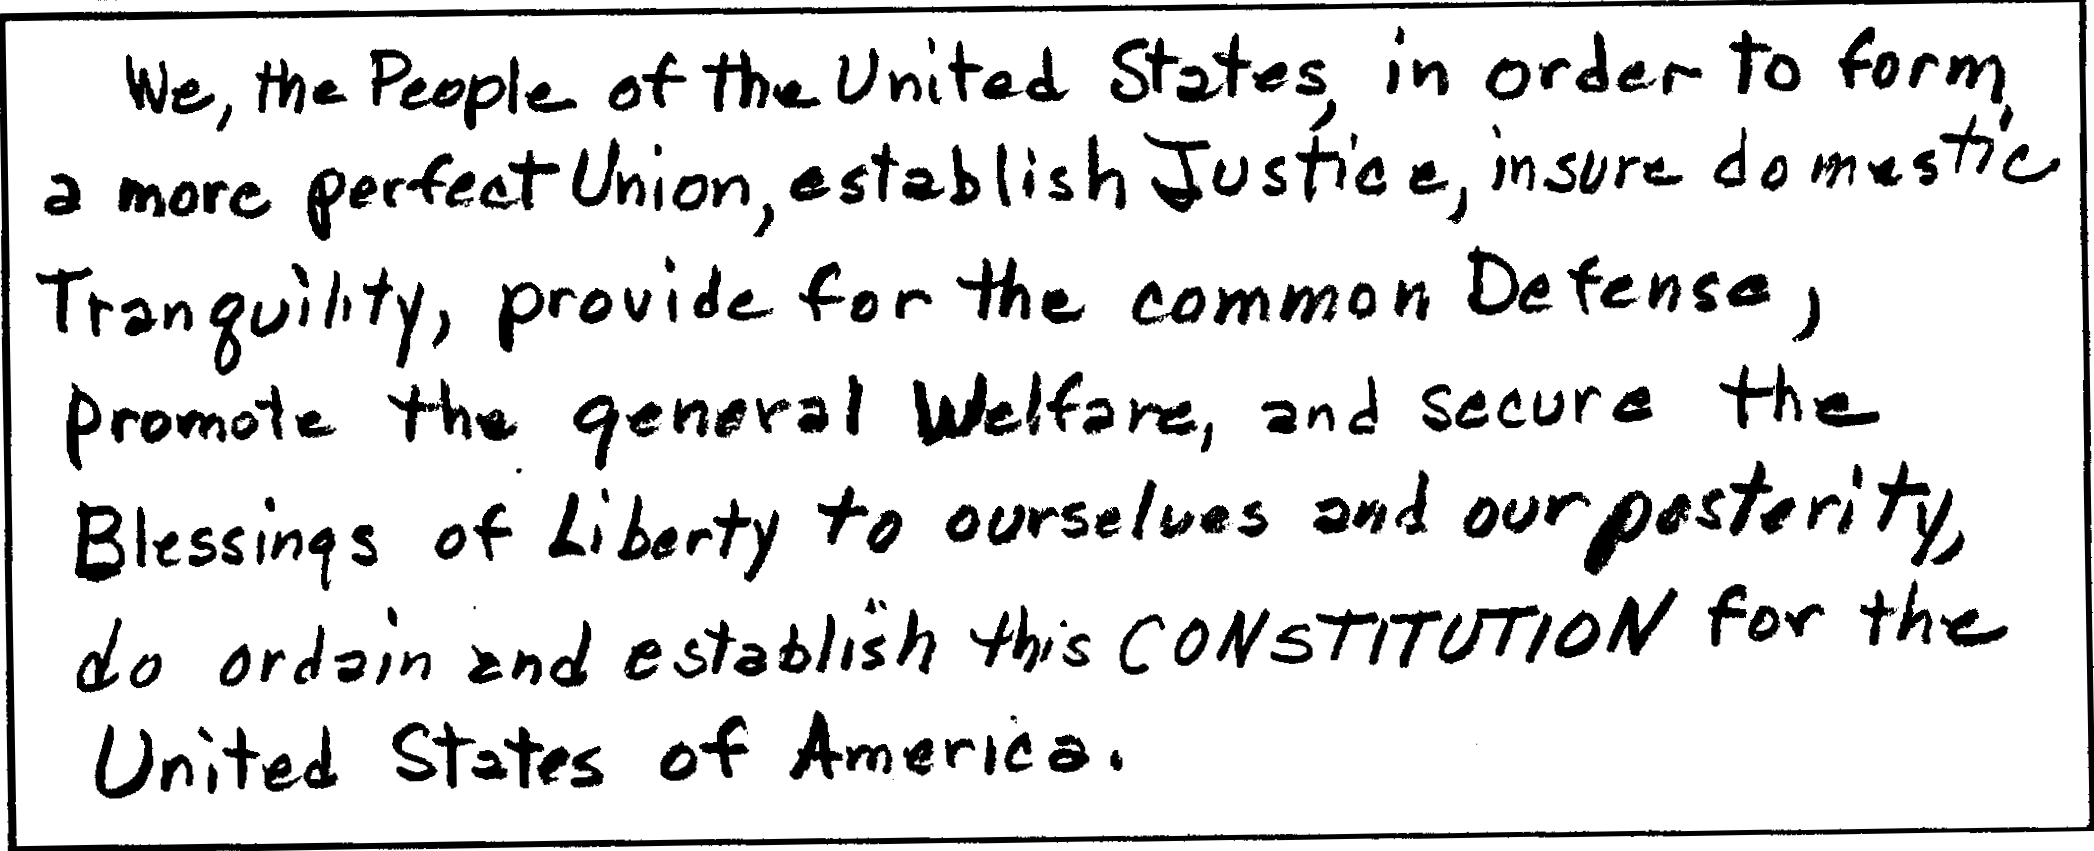 We, the People of the United States, in order to form
a more perfect Union, establish Justice, insure domestic
Tranquility, provide for the common Defense,
promote the general Welfare, and secure the
Blessings of Liberty to ourselves and our posterity,
do ordain and establish this CONSTITUTION for the
United States of America.